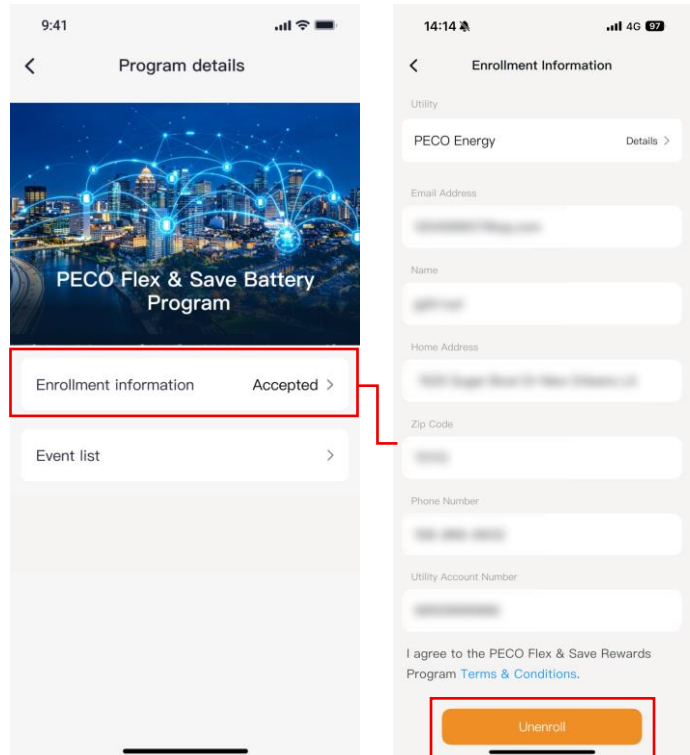 9:41
Program details
PECO Flex & Save Battery
Program
Enrollment information Accepted
Event list
14:14 4G 97
Enrollment Information
Utility
PECO Energy Details
Email Address
Name
Home Address
Zip Code
Phone Number
Utility Account Number
I agree to the PECO Flex & Save Rewards
Program Terms & Conditions.
Unenroll